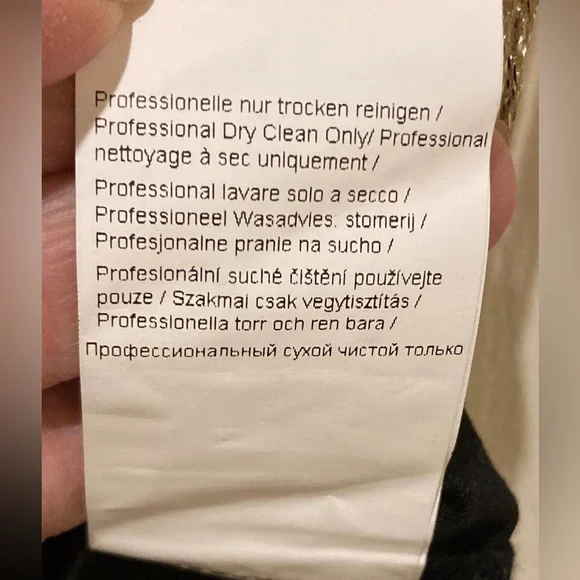 Professionelle nur trocken reinigen /
Professional Dry Clean Only/ Professional
nettoyage à sec uniquement /
Professional lavare solo a secco /
Professioneel Wasadvies. stomerij /
Profesjonalne pranie na sucho /
Profesionální suché čištění používejte
pouze / Szakmai csak vegytisztítás /
Professionella torr och ren bara /
Профессиональный сухой чистой только